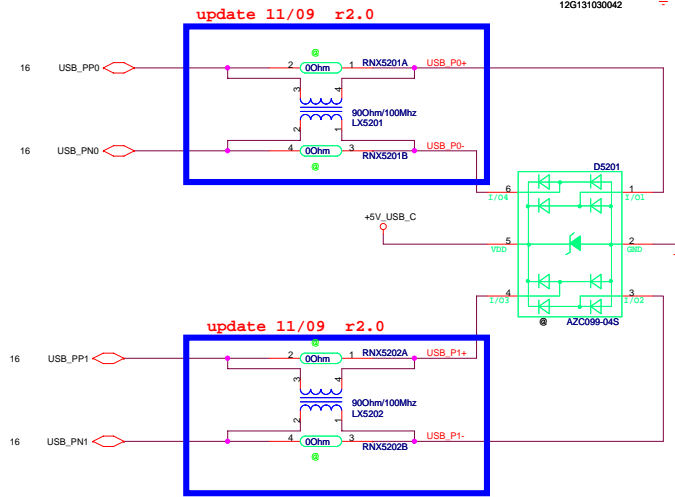 12G131030042
update 11/09 r2.0
@
16 USB_PP0 2 0Ohm 1 RNX5201A USB_P0+
3 4
90Ohm/100Mhz
LX5201
2 1
16 USB_PN0 4 0Ohm 3 RNX5201B USB_P0-
@
D5201
6 1
I/O4 I/O1
+5V_USB_C
5 2
VDD GND
4 3
I/O3 I/O2
@ AZC099-04S
update 11/09 r2.0
@
16 USB_PP1 2 0Ohm 1 RNX5202A USB_P1+
3 4
90Ohm/100Mhz
LX5202
2 1
16 USB_PN1 4 0Ohm 3 RNX5202B USB_P1-
@